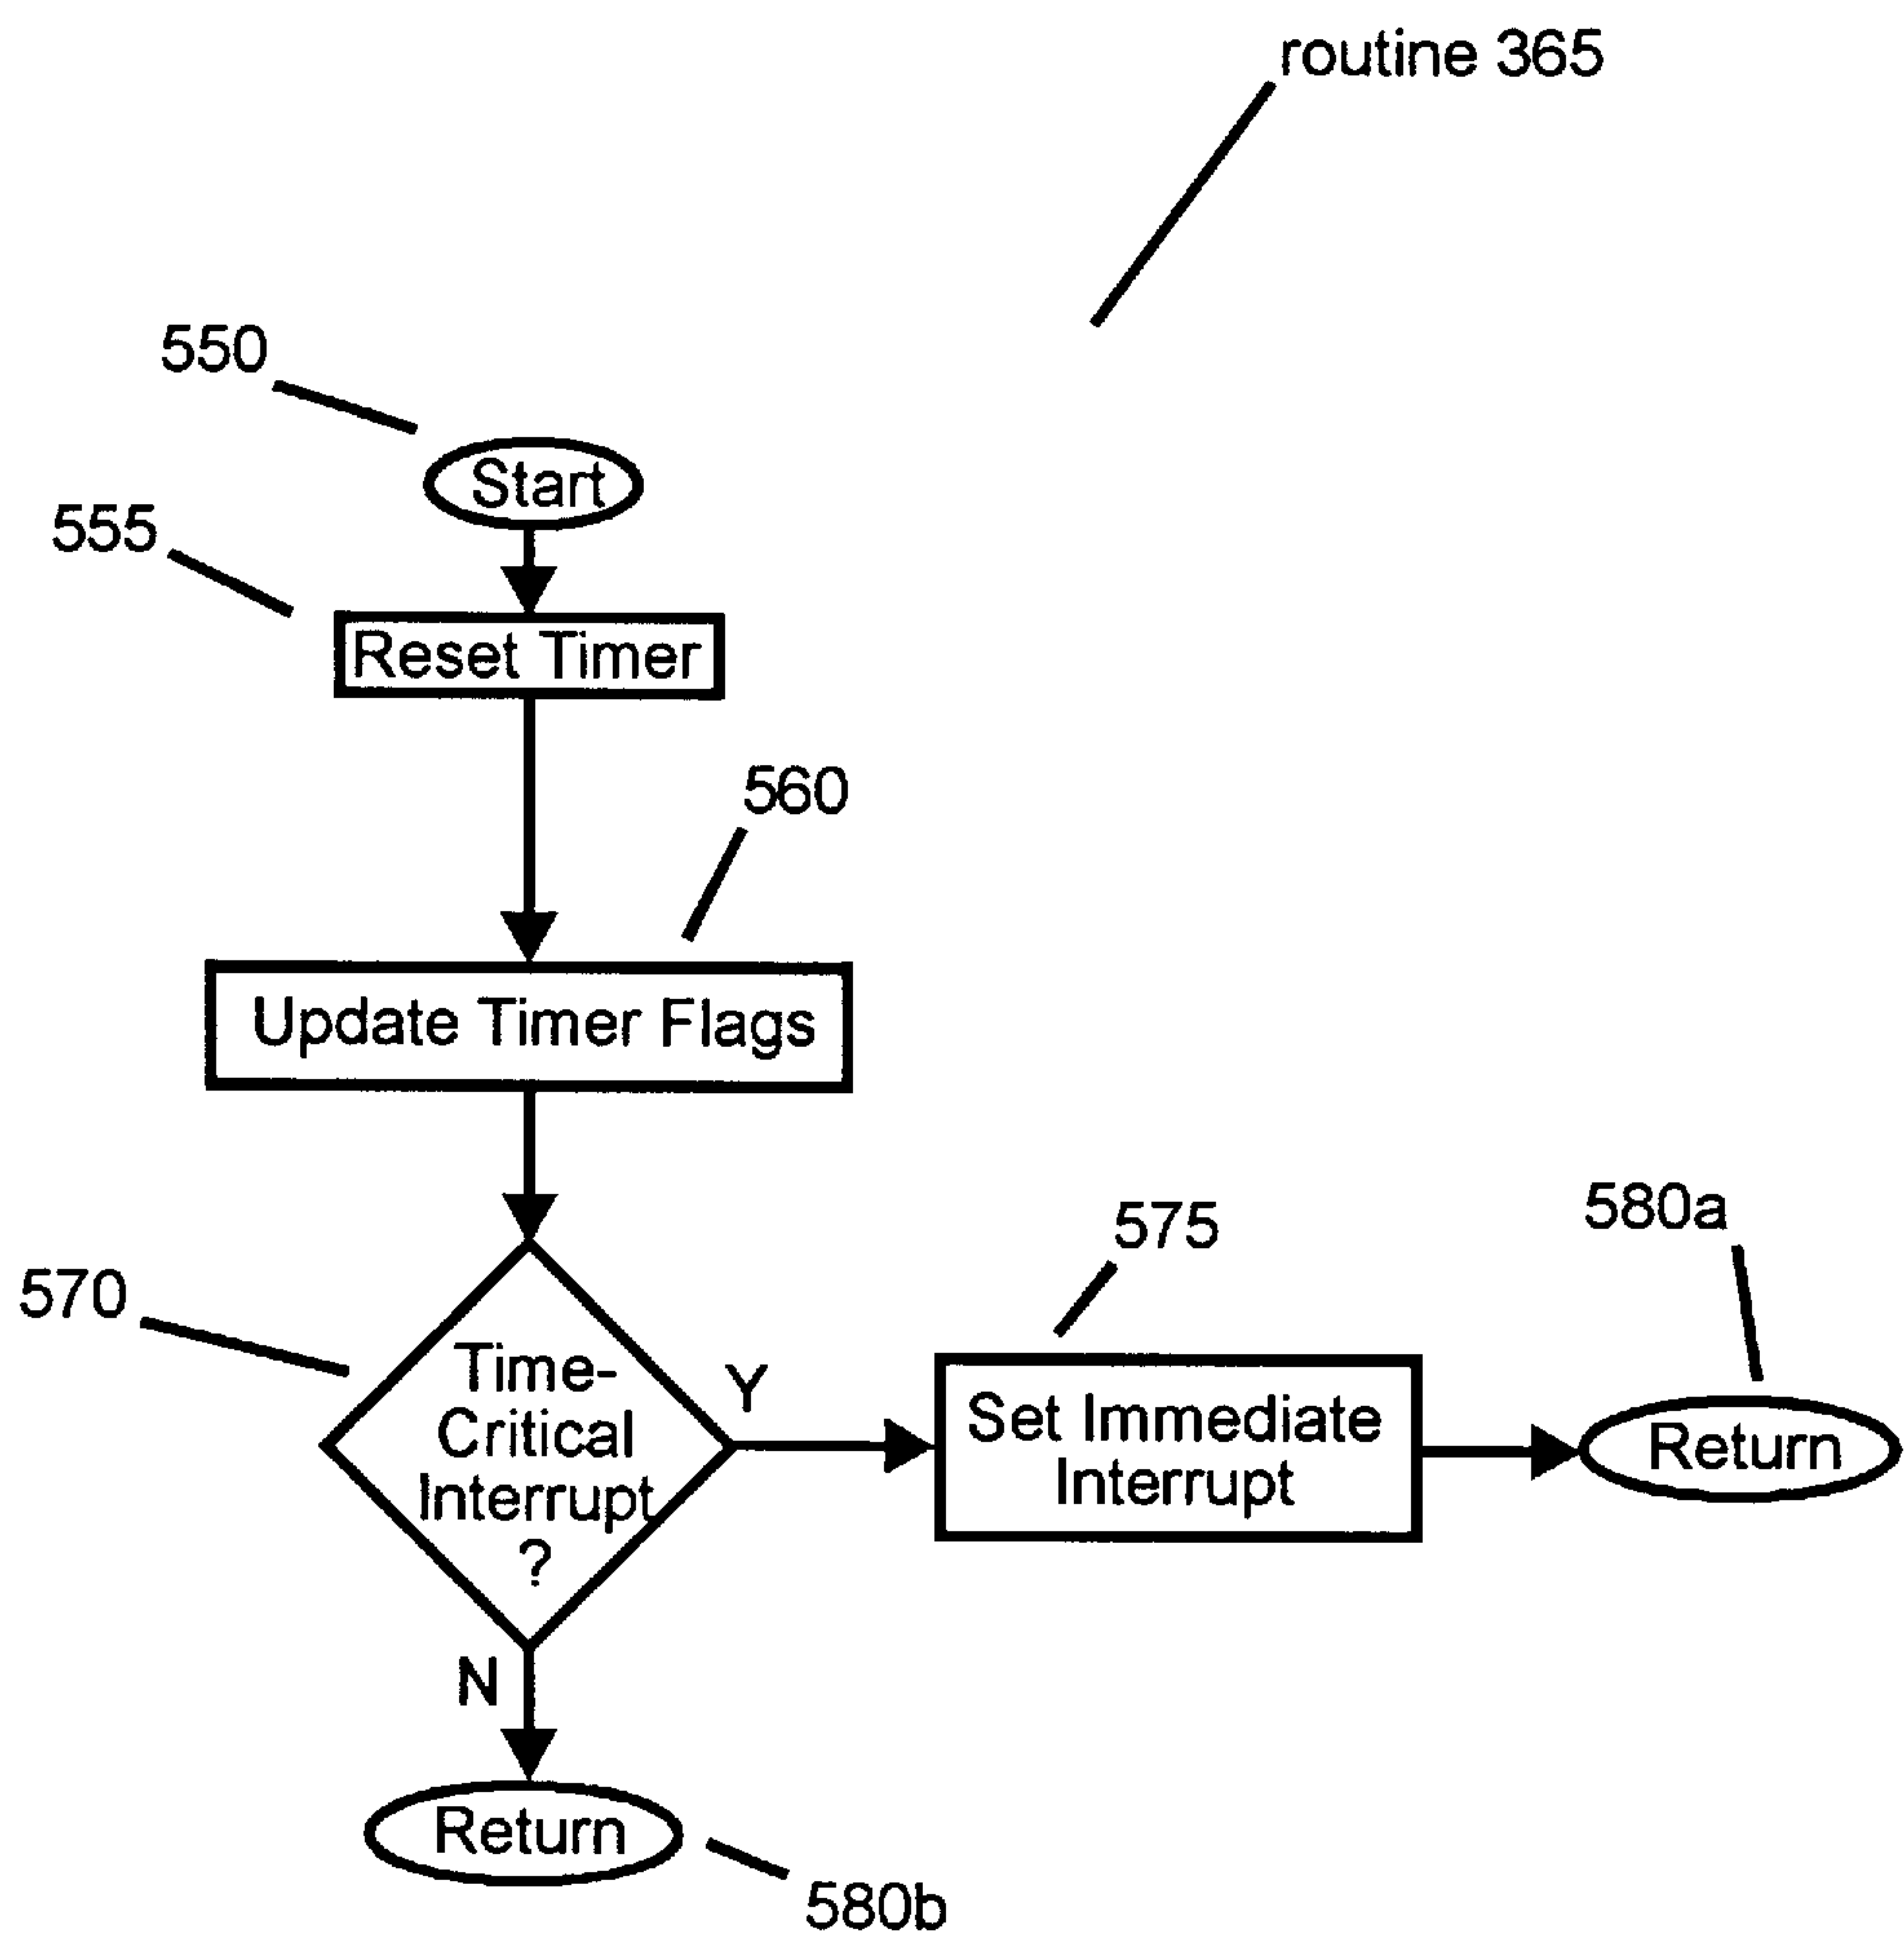 routine 365
550
Start
555
Reset Timer
560
Update Timer Flags
570
Time-
Critical
Interrupt
?
Y
575
Set Immediate
Interrupt
580a
Return
N
Return
580b